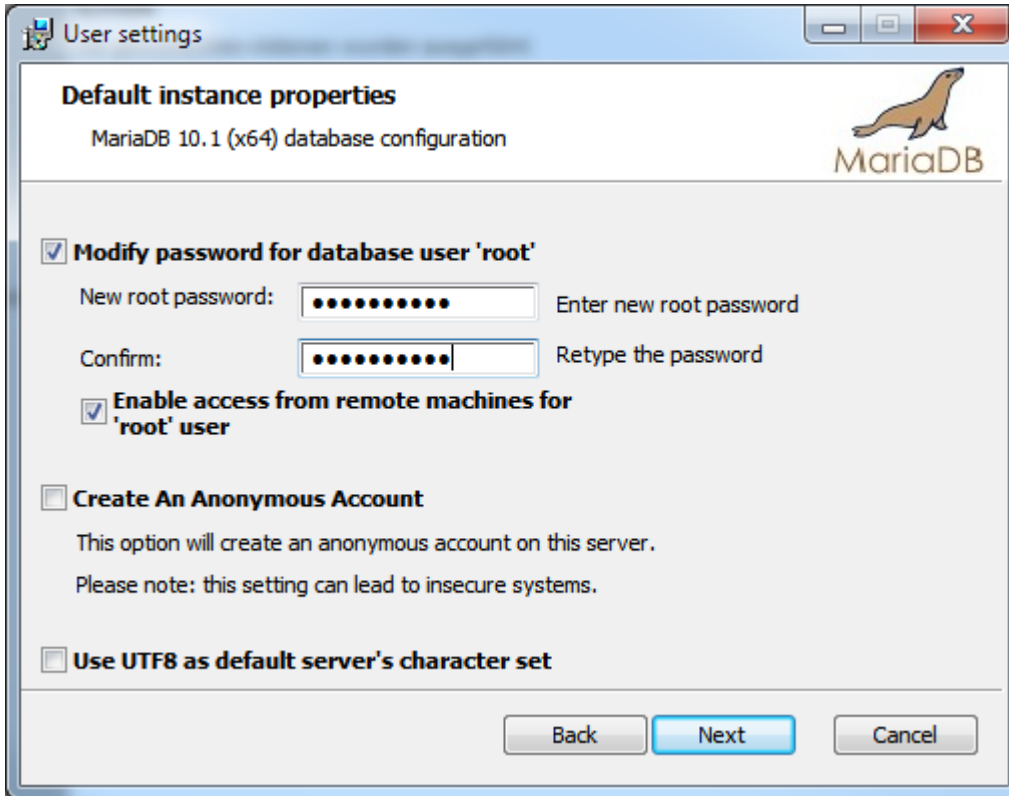 User settings
Default instance properties
MariaDB 10.1 (x64) database configuration
MariaDB
Modify password for database user 'root'
New root password: ●●●●●●●●●● Enter new root password
Confirm: ●●●●●●●●●● Retype the password
Enable access from remote machines for
'root' user
Create An Anonymous Account
This option will create an anonymous account on this server.
Please note: this setting can lead to insecure systems.
Use UTF8 as default server's character set
Back Next Cancel